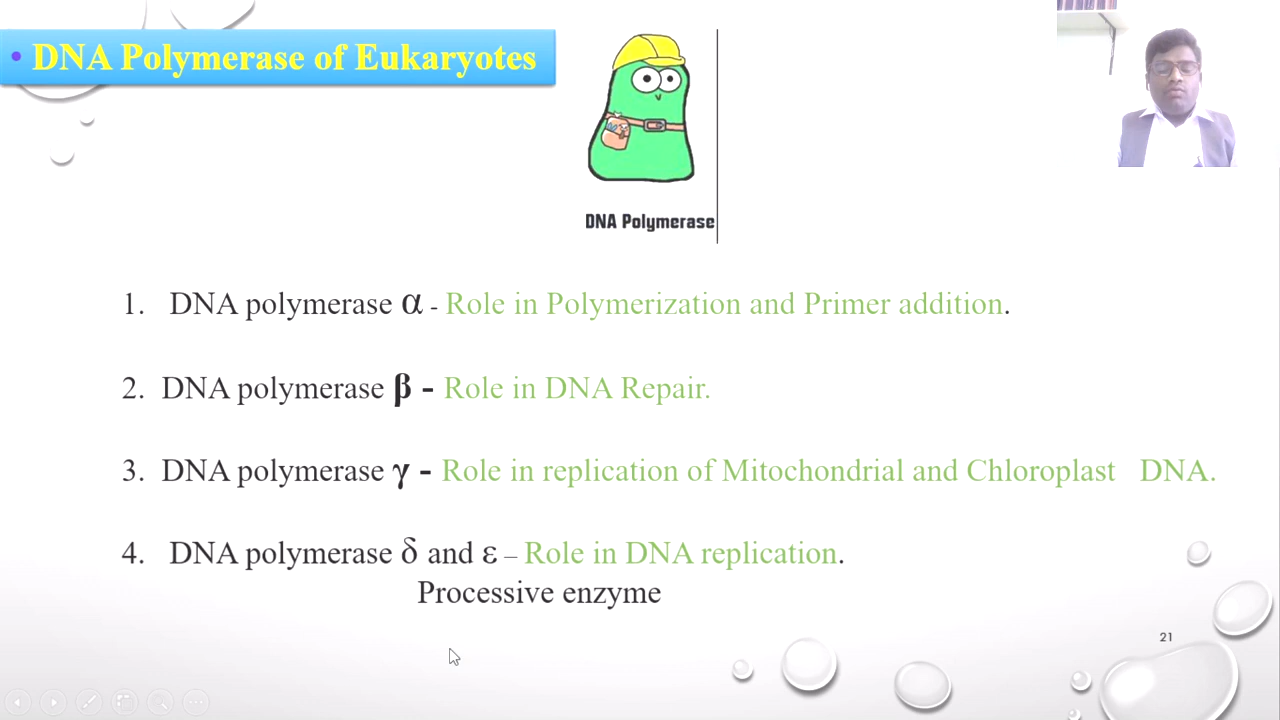 • DNA Polymerase of Eukaryotes
DNA Polymerase
1. DNA polymerase α - Role in Polymerization and Primer addition.
2. DNA polymerase β - Role in DNA Repair.
3. DNA polymerase γ - Role in replication of Mitochondrial and Chloroplast DNA.
4. DNA polymerase δ and ε – Role in DNA replication.
Processive enzyme
21